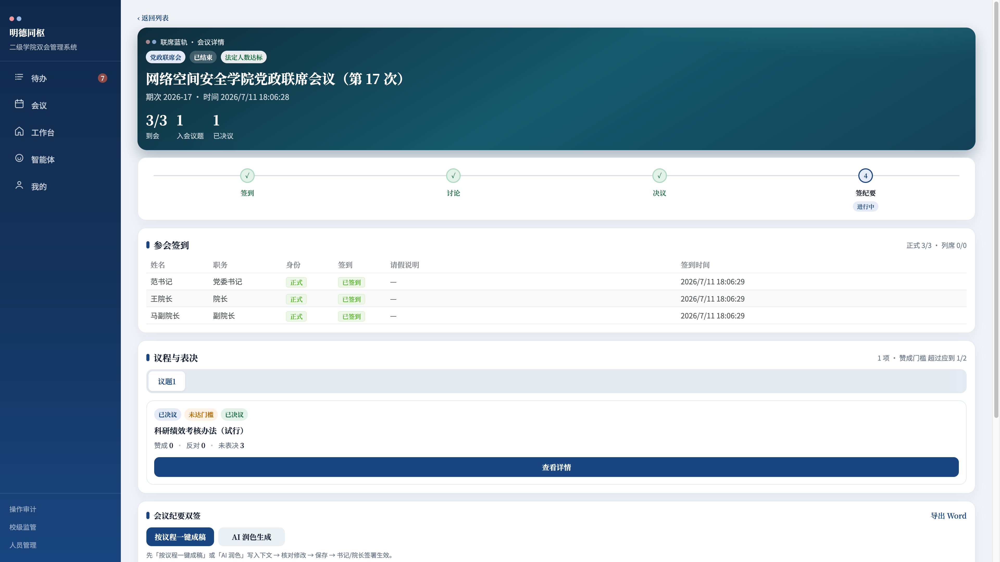 明德同枢
二级学院双会管理系统
待办 7
会议
工作台
智能体
我的
操作审计
校级监管
人员管理
‹ 返回列表
联席蓝轨 · 会议详情
党政联席会 已结束 法定人数达标
网络空间安全学院党政联席会议（第 17 次）
期次 2026-17 · 时间 2026/7/11 18:06:28
3/3 1 1
到会 入会议题 已决议
✓ ✓ ✓ 4
签到 讨论 决议 签纪要
进行中
参会签到 正式 3/3 · 列席 0/0
姓名 职务 身份 签到 请假说明 签到时间
范书记 党委书记 正式 已签到 — 2026/7/11 18:06:29
王院长 院长 正式 已签到 — 2026/7/11 18:06:29
马副院长 副院长 正式 已签到 — 2026/7/11 18:06:29
议程与表决 1 项 · 赞成门槛 超过应到 1/2
议题1
已决议 未达门槛 已决议
科研绩效考核办法（试行）
赞成 0 · 反对 0 · 未表决 3
查看详情
会议纪要双签 导出 Word
按议程一键成稿 AI 润色生成
先「按议程一键成稿」或「AI 润色」写入下文 → 核对修改 → 保存 → 书记/院长签署生效。